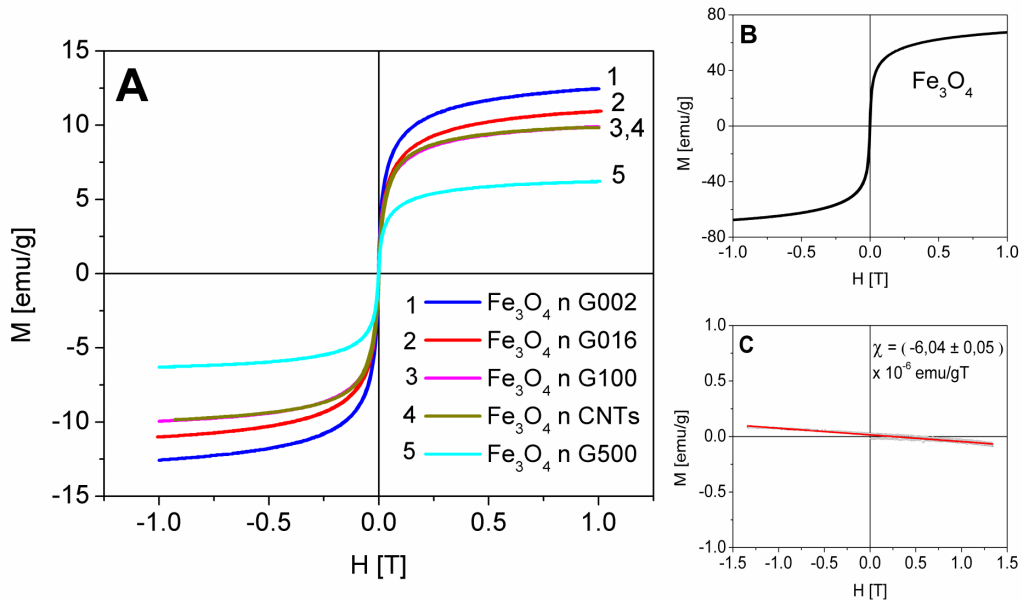 A
M [emu/g]
15
10
5
0
-5
-10
-15
-1.0 -0.5 0.0 0.5 1.0
H [T]
1
2
3,4
5
1 Fe₃O₄ n G002
2 Fe₃O₄ n G016
3 Fe₃O₄ n G100
4 Fe₃O₄ n CNTs
5 Fe₃O₄ n G500
B
Fe₃O₄
M [emu/g]
80
40
0
-40
-80
-1.0 -0.5 0.0 0.5 1.0
H [T]
C
χ = ( -6,04 ± 0,05 )
x 10⁻⁶ emu/gT
M [emu/g]
1.0
0.5
0.0
-0.5
-1.0
-1.5 -1.0 -0.5 0.0 0.5 1.0 1.5
H [T]